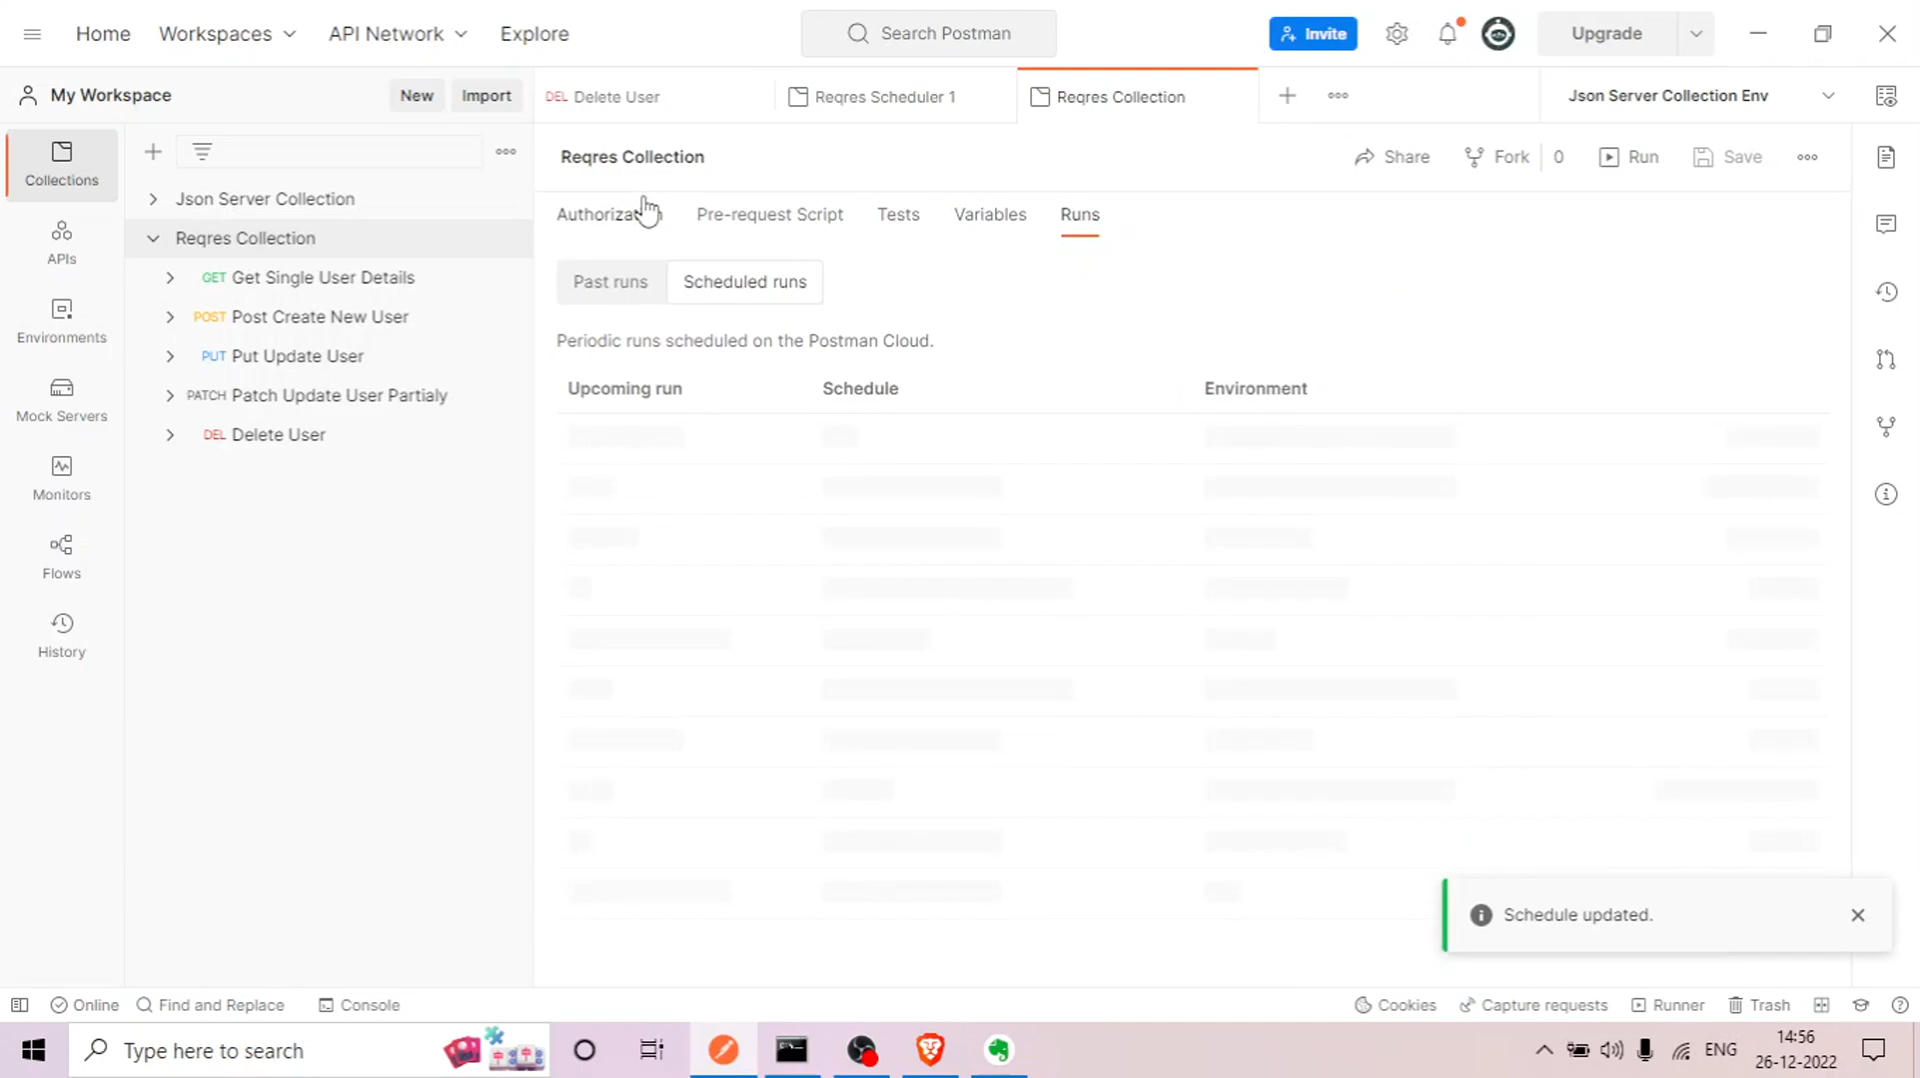 Home
Workspaces
API Network
Explore
Search Postman
Invite
Upgrade
My Workspace
New
Import
DEL Delete User
Reqres Scheduler 1
Reqres Collection
Json Server Collection Env
Collections
Json Server Collection
Reqres Collection
GET Get Single User Details
POST Post Create New User
PUT Put Update User
PATCH Patch Update User Partialy
DEL Delete User
APIs
Environments
Mock Servers
Monitors
Flows
History
Reqres Collection
Share
Fork
0
Run
Save
Pre-request Script
Tests
Variables
Runs
Past runs
Scheduled runs
Periodic runs scheduled on the Postman Cloud.
Upcoming run
Schedule
Environment
Schedule updated.
Online
Find and Replace
Console
Cookies
Capture requests
Runner
Trash
Type here to search
ENG
14:56
26-12-2022